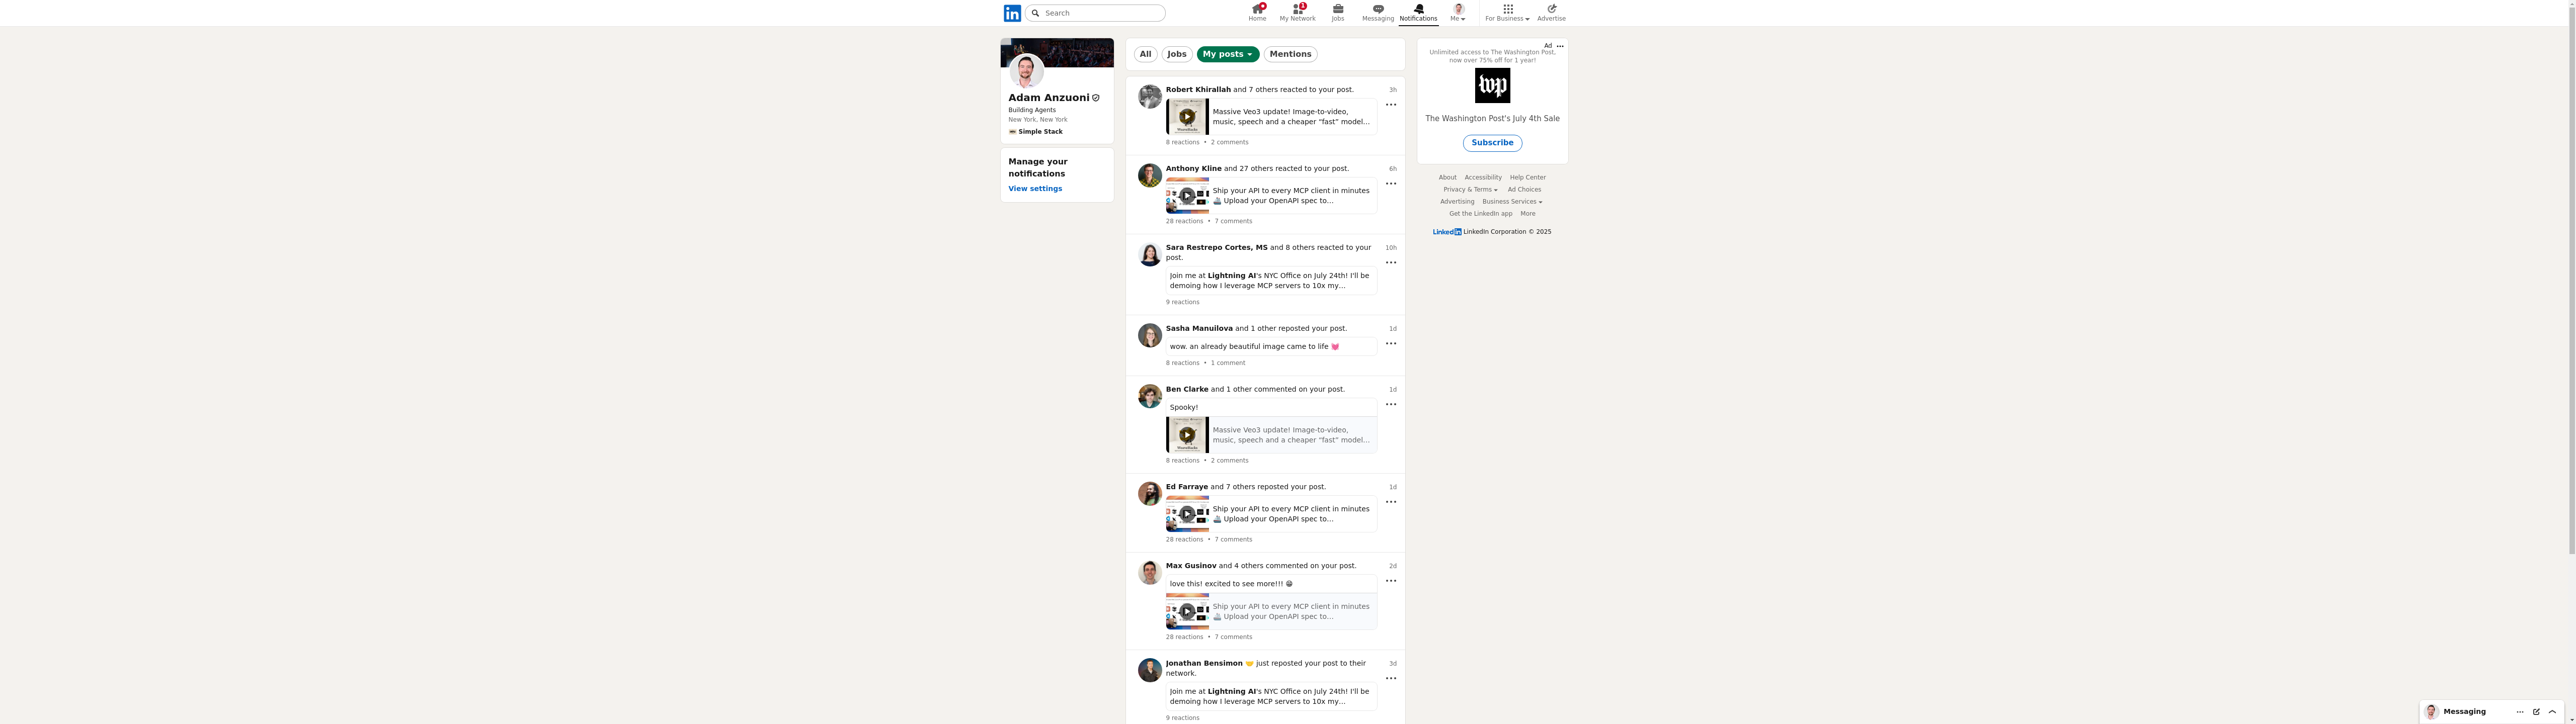 in
Search
Home
1
My Network
Jobs
Messaging
Notifications
Me
For Business
Advertise
Adam Anzuoni
Building Agents
New York, New York
Simple Stack
Manage your
notifications
View settings
All
Jobs
My posts
Mentions
Robert Khirallah and 7 others reacted to your post.
3h
Massive Veo3 update! Image-to-video,
music, speech and a cheaper “fast” model...
8 reactions • 2 comments
Anthony Kline and 27 others reacted to your post.
6h
Ship your API to every MCP client in minutes
🚢 Upload your OpenAPI spec to...
28 reactions • 7 comments
Sara Restrepo Cortes, MS and 8 others reacted to your
post.
10h
Join me at Lightning AI's NYC Office on July 24th! I'll be
demoing how I leverage MCP servers to 10x my...
9 reactions
Sasha Manuilova and 1 other reposted your post.
1d
wow. an already beautiful image came to life 💓
8 reactions • 1 comment
Ben Clarke and 1 other commented on your post.
1d
Spooky!
Massive Veo3 update! Image-to-video,
music, speech and a cheaper “fast” model...
8 reactions • 2 comments
Ed Farraye and 7 others reposted your post.
1d
Ship your API to every MCP client in minutes
🚢 Upload your OpenAPI spec to...
28 reactions • 7 comments
Max Gusinov and 4 others commented on your post.
2d
love this! excited to see more!!! 😁
Ship your API to every MCP client in minutes
🚢 Upload your OpenAPI spec to...
28 reactions • 7 comments
Jonathan Bensimon 🤝 just reposted your post to their
network.
3d
Join me at Lightning AI's NYC Office on July 24th! I'll be
demoing how I leverage MCP servers to 10x my...
9 reactions
Ad
Unlimited access to The Washington Post,
now over 75% off for 1 year!
wp
The Washington Post's July 4th Sale
Subscribe
About Accessibility Help Center
Privacy & Terms Ad Choices
Advertising Business Services
Get the LinkedIn app More
LinkedIn LinkedIn Corporation © 2025
Messaging